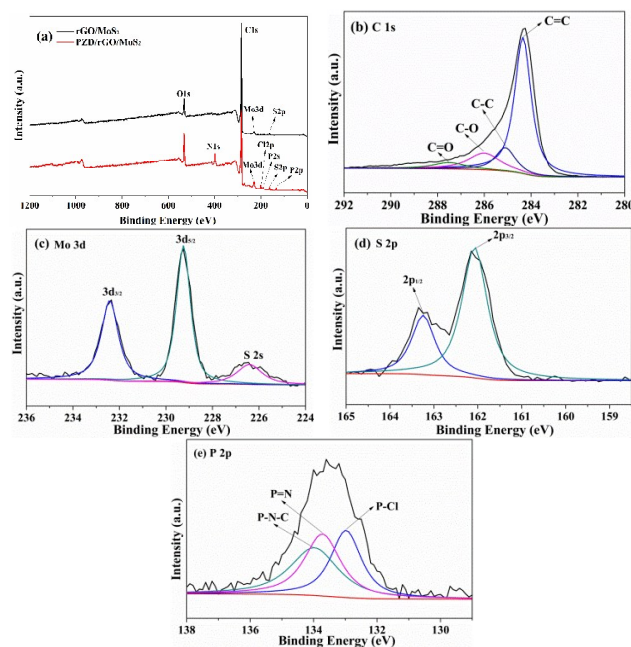 (a)
rGO/MoS₂
PZD/rGO/MoS₂
C1s
O1s
Mo3d
S2p
N1s
Cl2p
P2s
Mo3d
S2p
P2p
Intensity (a.u.)
1200 1000 800 600 400 200 0
Binding Energy (eV)
(b) C 1s
C=C
C-C
C-O
C=O
Intensity (a.u.)
292 290 288 286 284 282 280
Binding Energy (eV)
(c) Mo 3d
3d5/2
3d3/2
S 2s
Intensity (a.u.)
236 234 232 230 228 226 224
Binding Energy (eV)
(d) S 2p
2p3/2
2p1/2
Intensity (a.u.)
165 164 163 162 161 160 159
Binding Energy (eV)
(e) P 2p
P=N
P-N-C
P-Cl
Intensity (a.u.)
138 136 134 132 130
Binding Energy (eV)